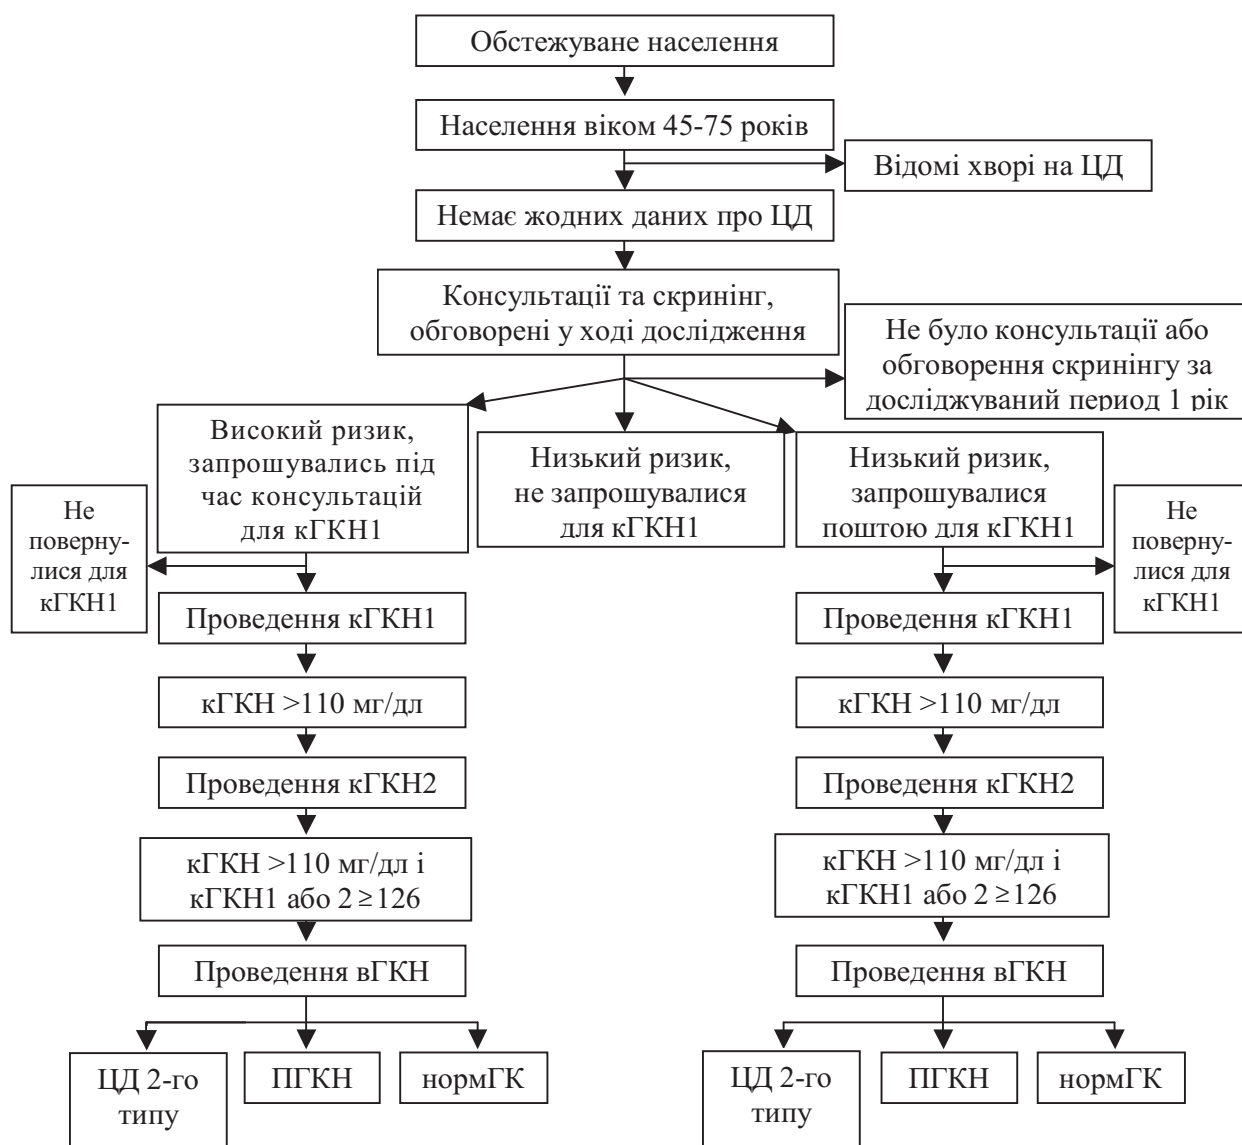 Обстежуване населення
Населення віком 45-75 років
Відомі хворі на ЦД
Немає жодних даних про ЦД
Консультації та скринінг,
обговорені у ході дослідження
Не було консультації або
обговорення скринінгу за
досліджуваний період 1 рік
Високий ризик,
запрошувались під
час консультацій
для кГКН1
Низький ризик,
не запрошувалися
для кГКН1
Низький ризик,
запрошувалися
поштою для кГКН1
Не
поверну-
лися для
кГКН1
Не
поверну-
лися для
кГКН1
Проведення кГКН1
Проведення кГКН1
кГКН >110 мг/дл
кГКН >110 мг/дл
Проведення кГКН2
Проведення кГКН2
кГКН >110 мг/дл і
кГКН1 або 2 ≥126
кГКН >110 мг/дл і
кГКН1 або 2 ≥126
Проведення вГКН
Проведення вГКН
ЦД 2-го
типу
ПГКН
нормГК
ЦД 2-го
типу
ПГКН
нормГК